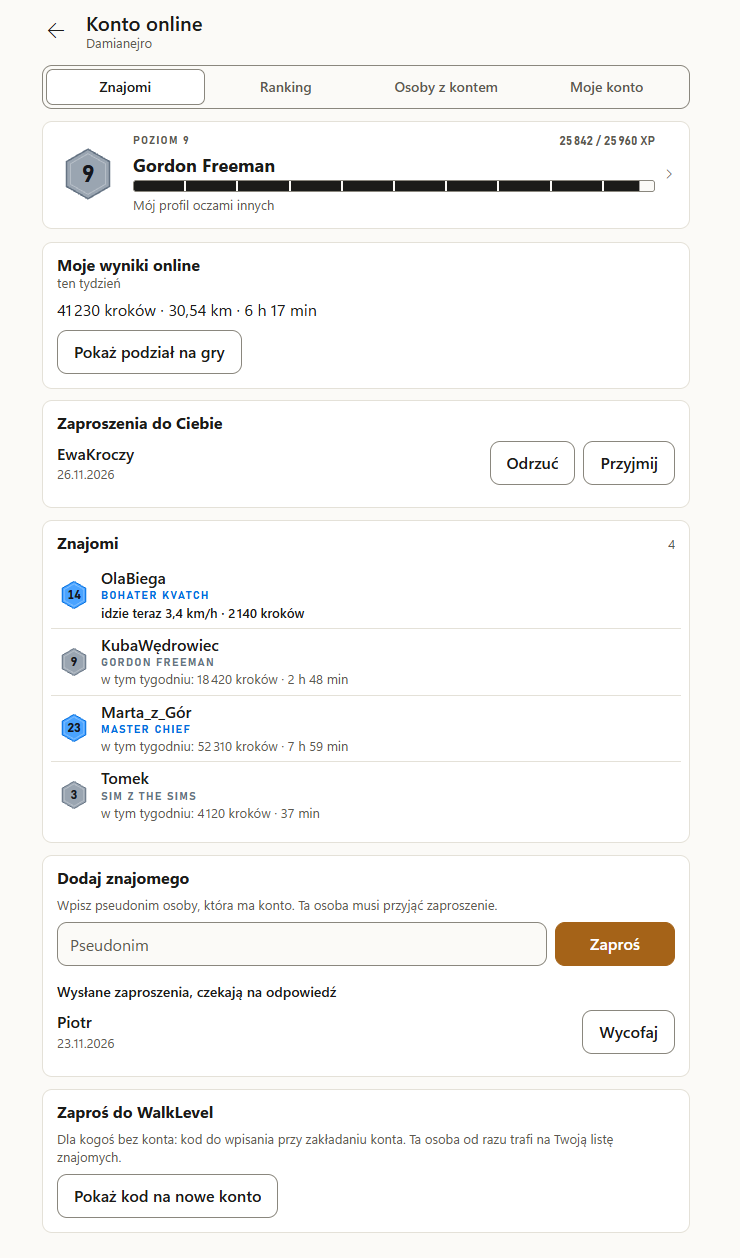 Konto online
Damianejro
Znajomi
Ranking
Osoby z kontem
Moje konto
9
POZIOM 9
25 842 / 25 960 XP
Gordon Freeman
Mój profil oczami innych
Moje wyniki online
ten tydzień
41 230 kroków · 30,54 km · 6 h 17 min
Pokaż podział na gry
Zaproszenia do Ciebie
EwaKroczy
26.11.2026
Odrzuć
Przyjmij
Znajomi
4
14
OlaBiega
BOHATER KVATCH
idzie teraz 3,4 km/h · 2140 kroków
9
KubaWędrowiec
GORDON FREEMAN
w tym tygodniu: 18 420 kroków · 2 h 48 min
23
Marta_z_Gór
MASTER CHIEF
w tym tygodniu: 52 310 kroków · 7 h 59 min
3
Tomek
SIM Z THE SIMS
w tym tygodniu: 4120 kroków · 37 min
Dodaj znajomego
Wpisz pseudonim osoby, która ma konto. Ta osoba musi przyjąć zaproszenie.
Pseudonim
Zaproś
Wysłane zaproszenia, czekają na odpowiedź
Piotr
23.11.2026
Wycofaj
Zaproś do WalkLevel
Dla kogoś bez konta: kod do wpisania przy zakładaniu konta. Ta osoba od razu trafi na Twoją listę
znajomych.
Pokaż kod na nowe konto